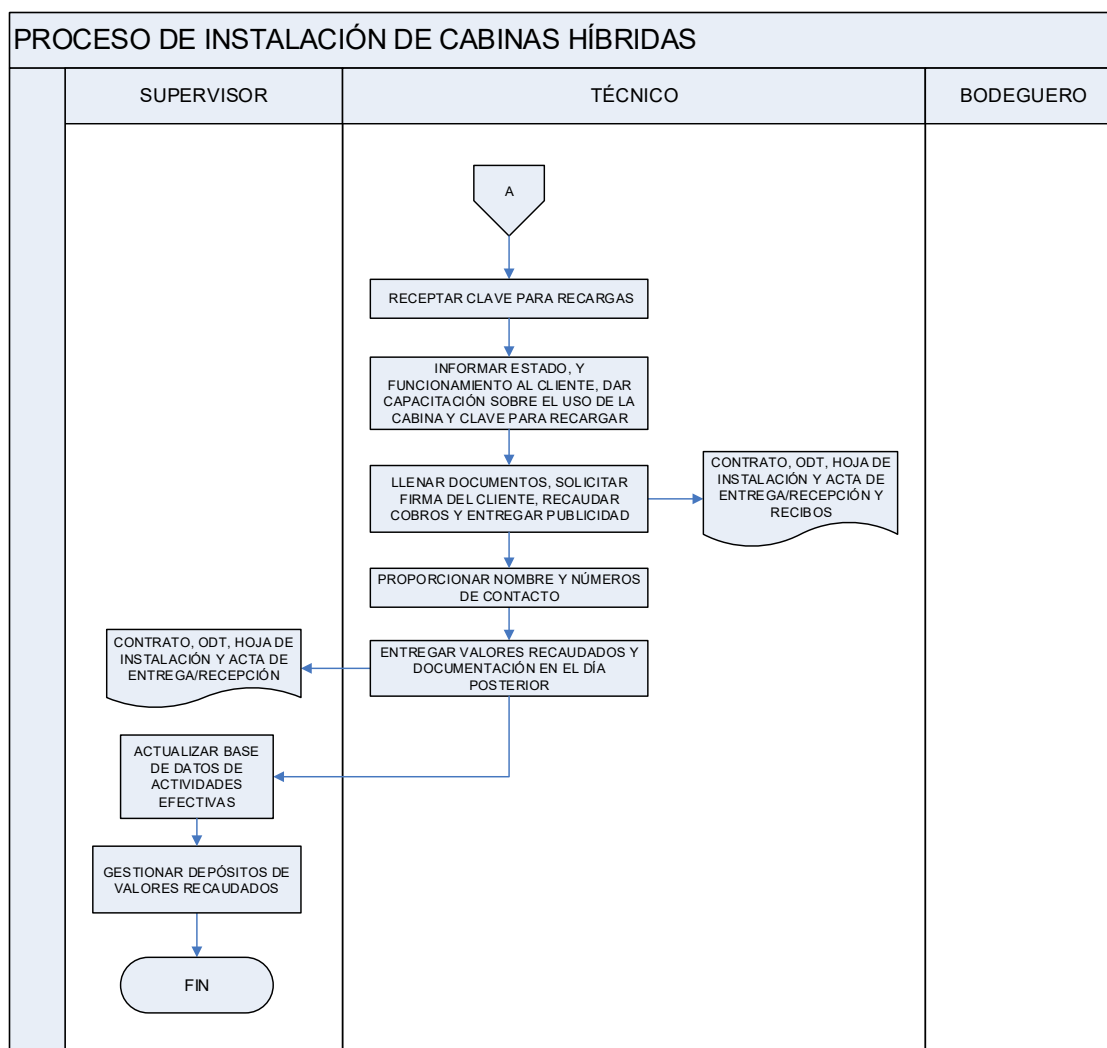 PROCESO DE INSTALACIÓN DE CABINAS HÍBRIDAS
SUPERVISOR
TÉCNICO
BODEGUERO
A
RECEPTAR CLAVE PARA RECARGAS
INFORMAR ESTADO, Y
FUNCIONAMIENTO AL CLIENTE, DAR
CAPACITACIÓN SOBRE EL USO DE LA
CABINA Y CLAVE PARA RECARGAR
LLENAR DOCUMENTOS, SOLICITAR
FIRMA DEL CLIENTE, RECAUDAR
COBROS Y ENTREGAR PUBLICIDAD
CONTRATO, ODT, HOJA DE
INSTALACIÓN Y ACTA DE
ENTREGA/RECEPCIÓN Y
RECIBOS
PROPORCIONAR NOMBRE Y NÚMEROS
DE CONTACTO
ENTREGAR VALORES RECAUDADOS Y
DOCUMENTACIÓN EN EL DÍA
POSTERIOR
CONTRATO, ODT, HOJA DE
INSTALACIÓN Y ACTA DE
ENTREGA/RECEPCIÓN
ACTUALIZAR BASE
DE DATOS DE
ACTIVIDADES
EFECTIVAS
GESTIONAR DEPÓSITOS DE
VALORES RECAUDADOS
FIN